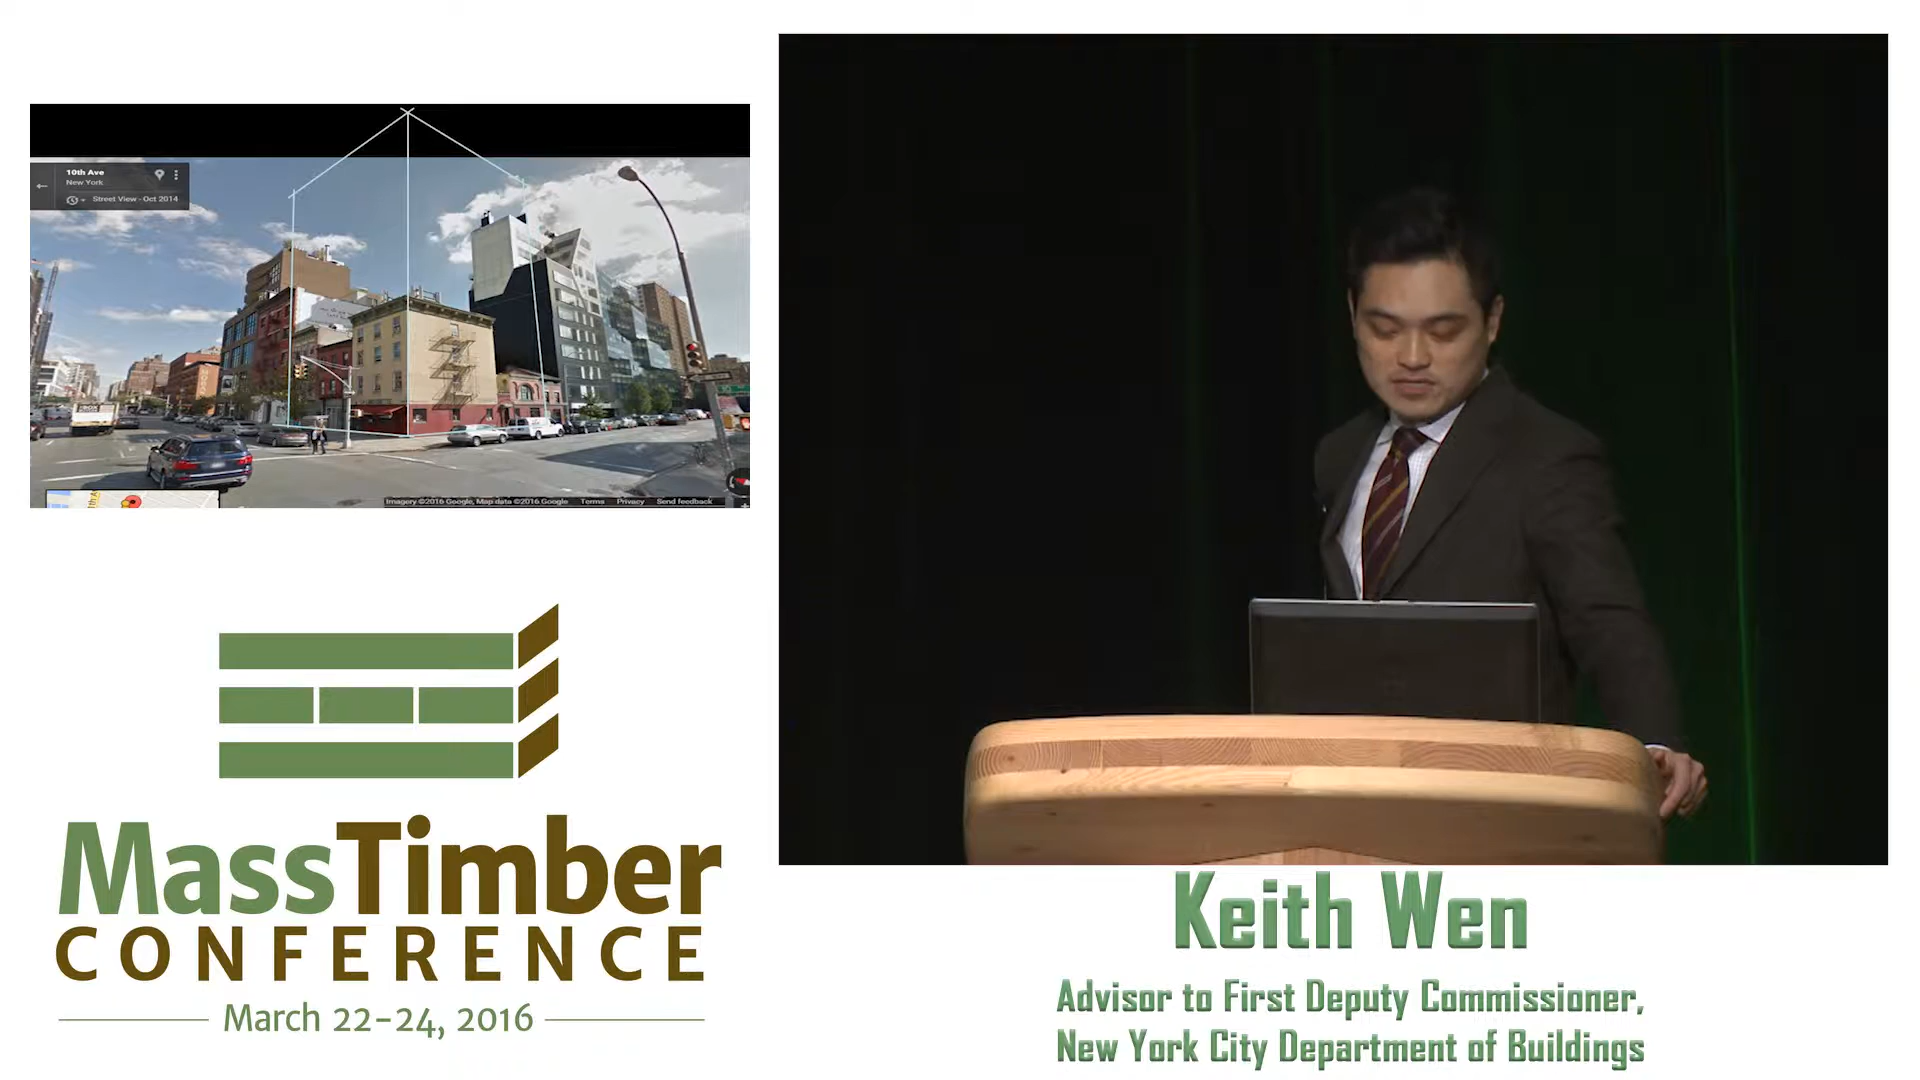 10th Ave
New York
Street View - Oct 2014
Imagery ©2016 Google, Map data ©2016 Google Terms Privacy Send feedback
MassTimber
CONFERENCE
March 22-24, 2016
Keith Wen
Advisor to First Deputy Commissioner,
New York City Department of Buildings